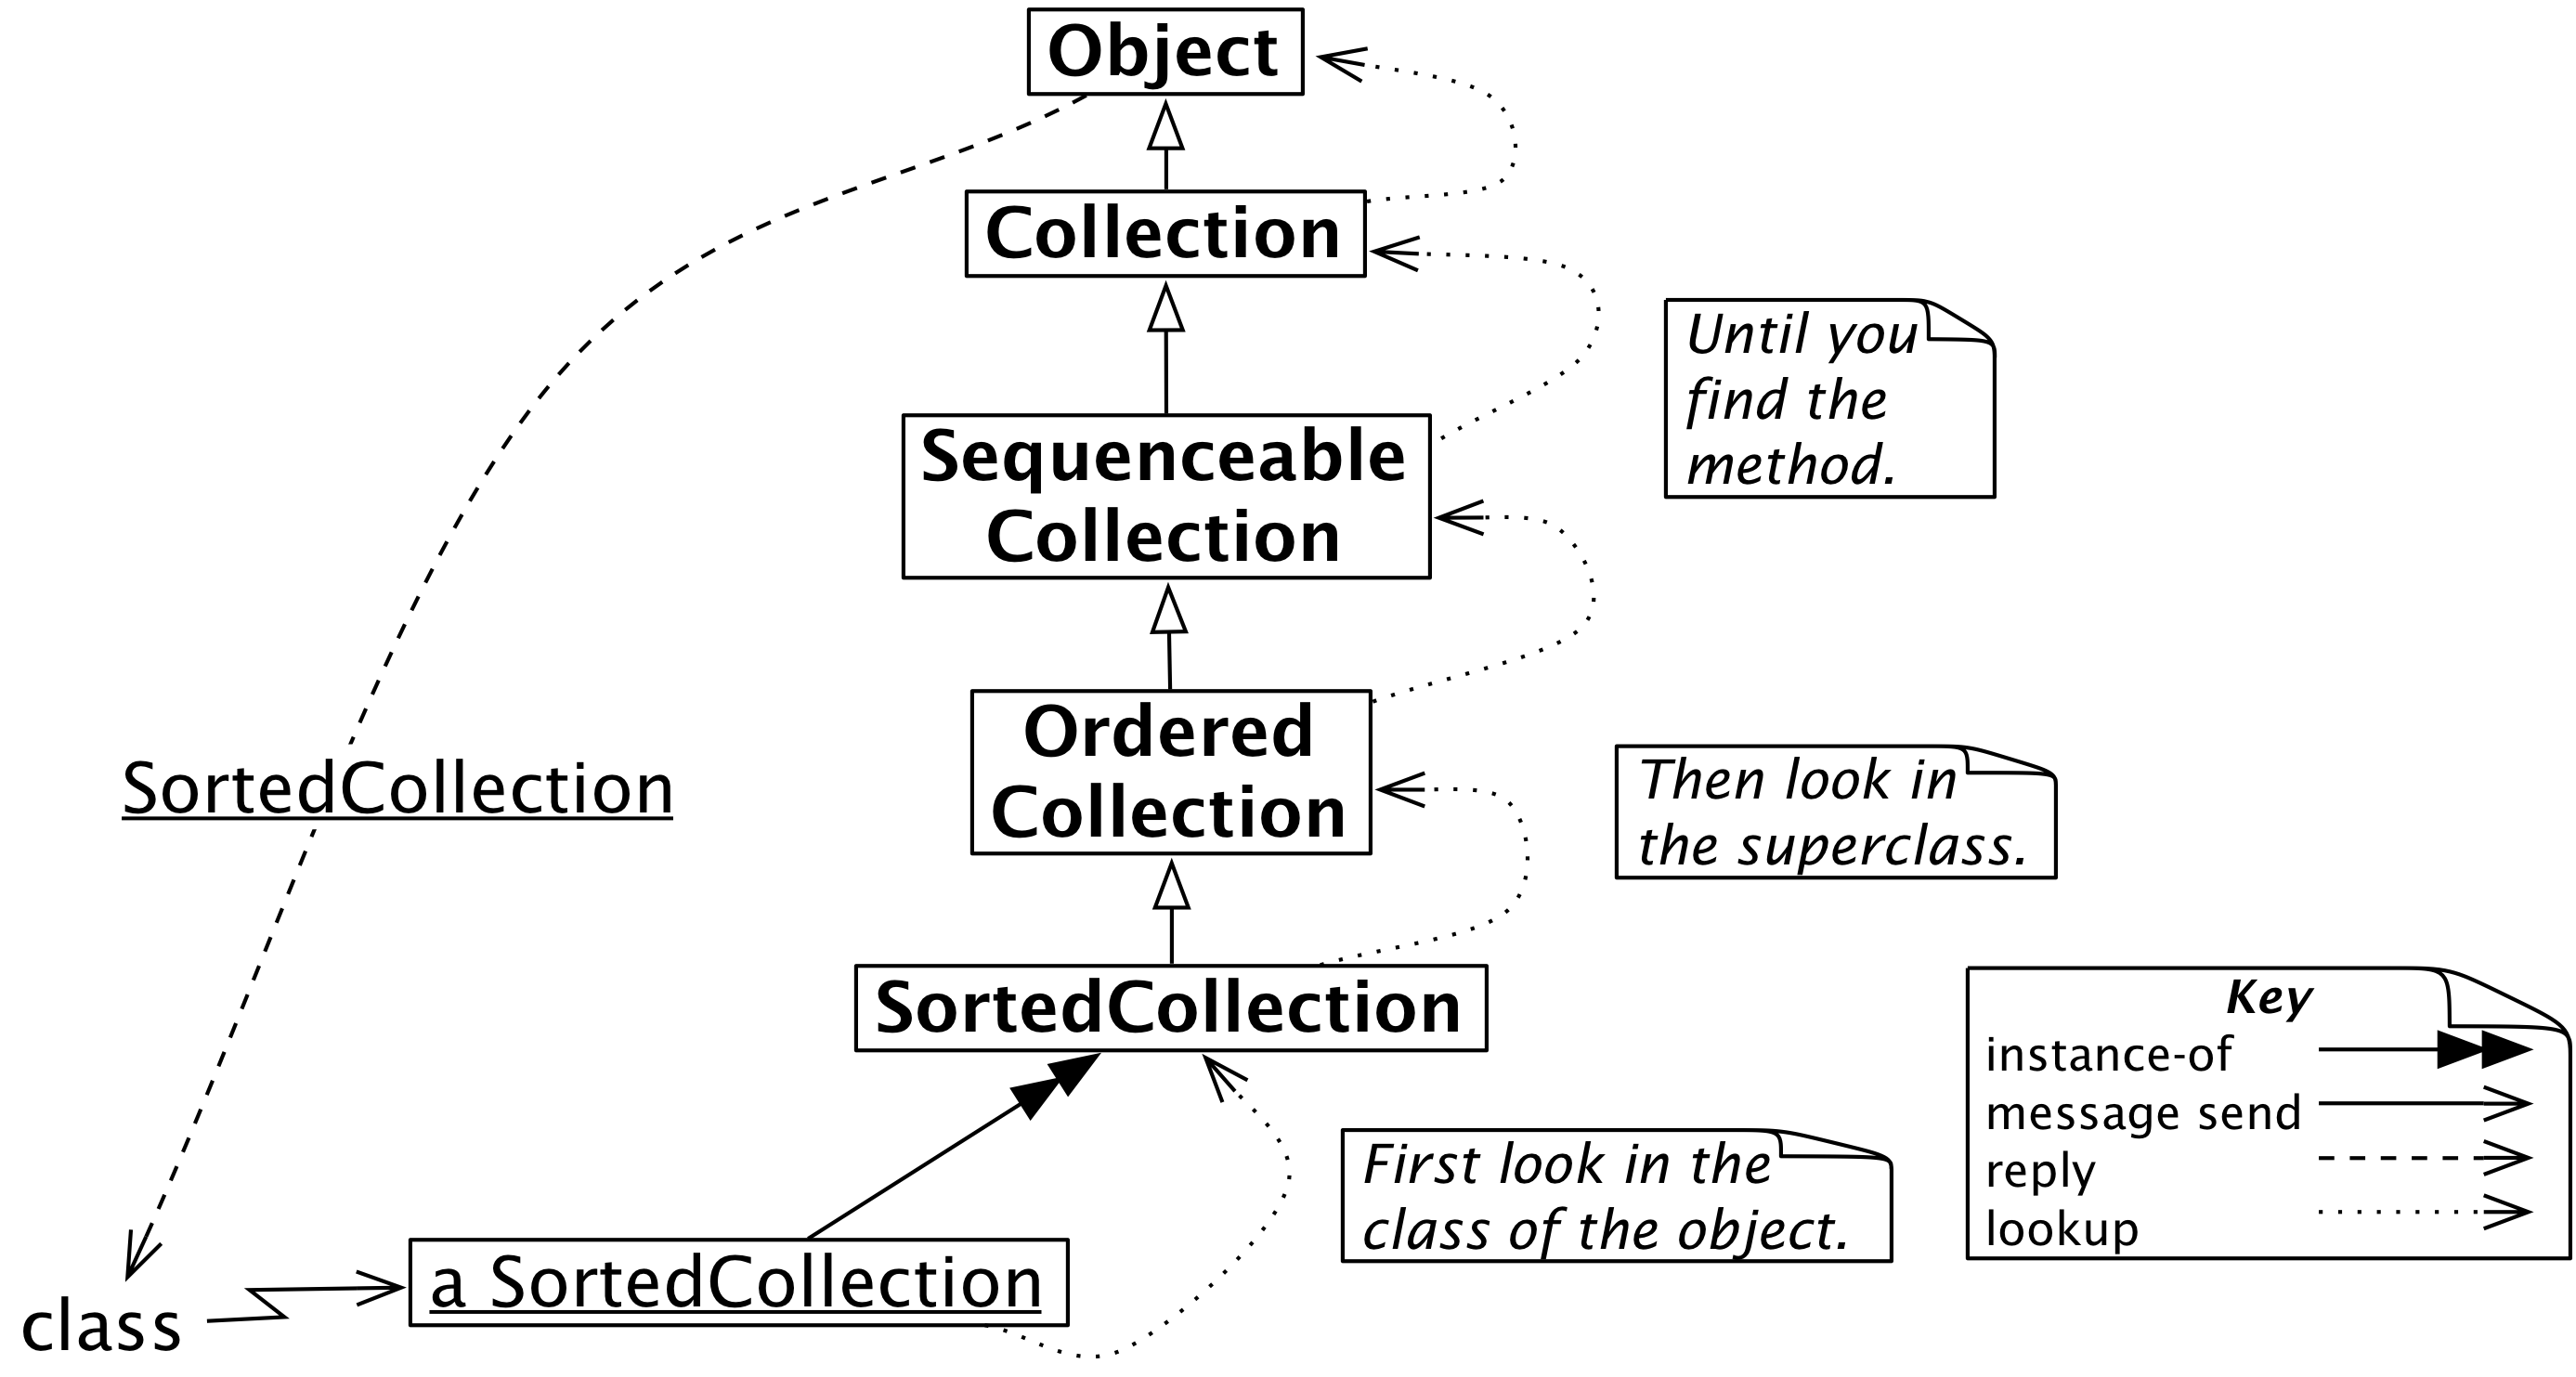 Object
Collection
Until you
find the
method.
Sequenceable
Collection
Ordered
Collection
SortedCollection
Then look in
the superclass.
SortedCollection
Key
instance-of
message send
reply
lookup
First look in the
class of the object.
a SortedCollection
class